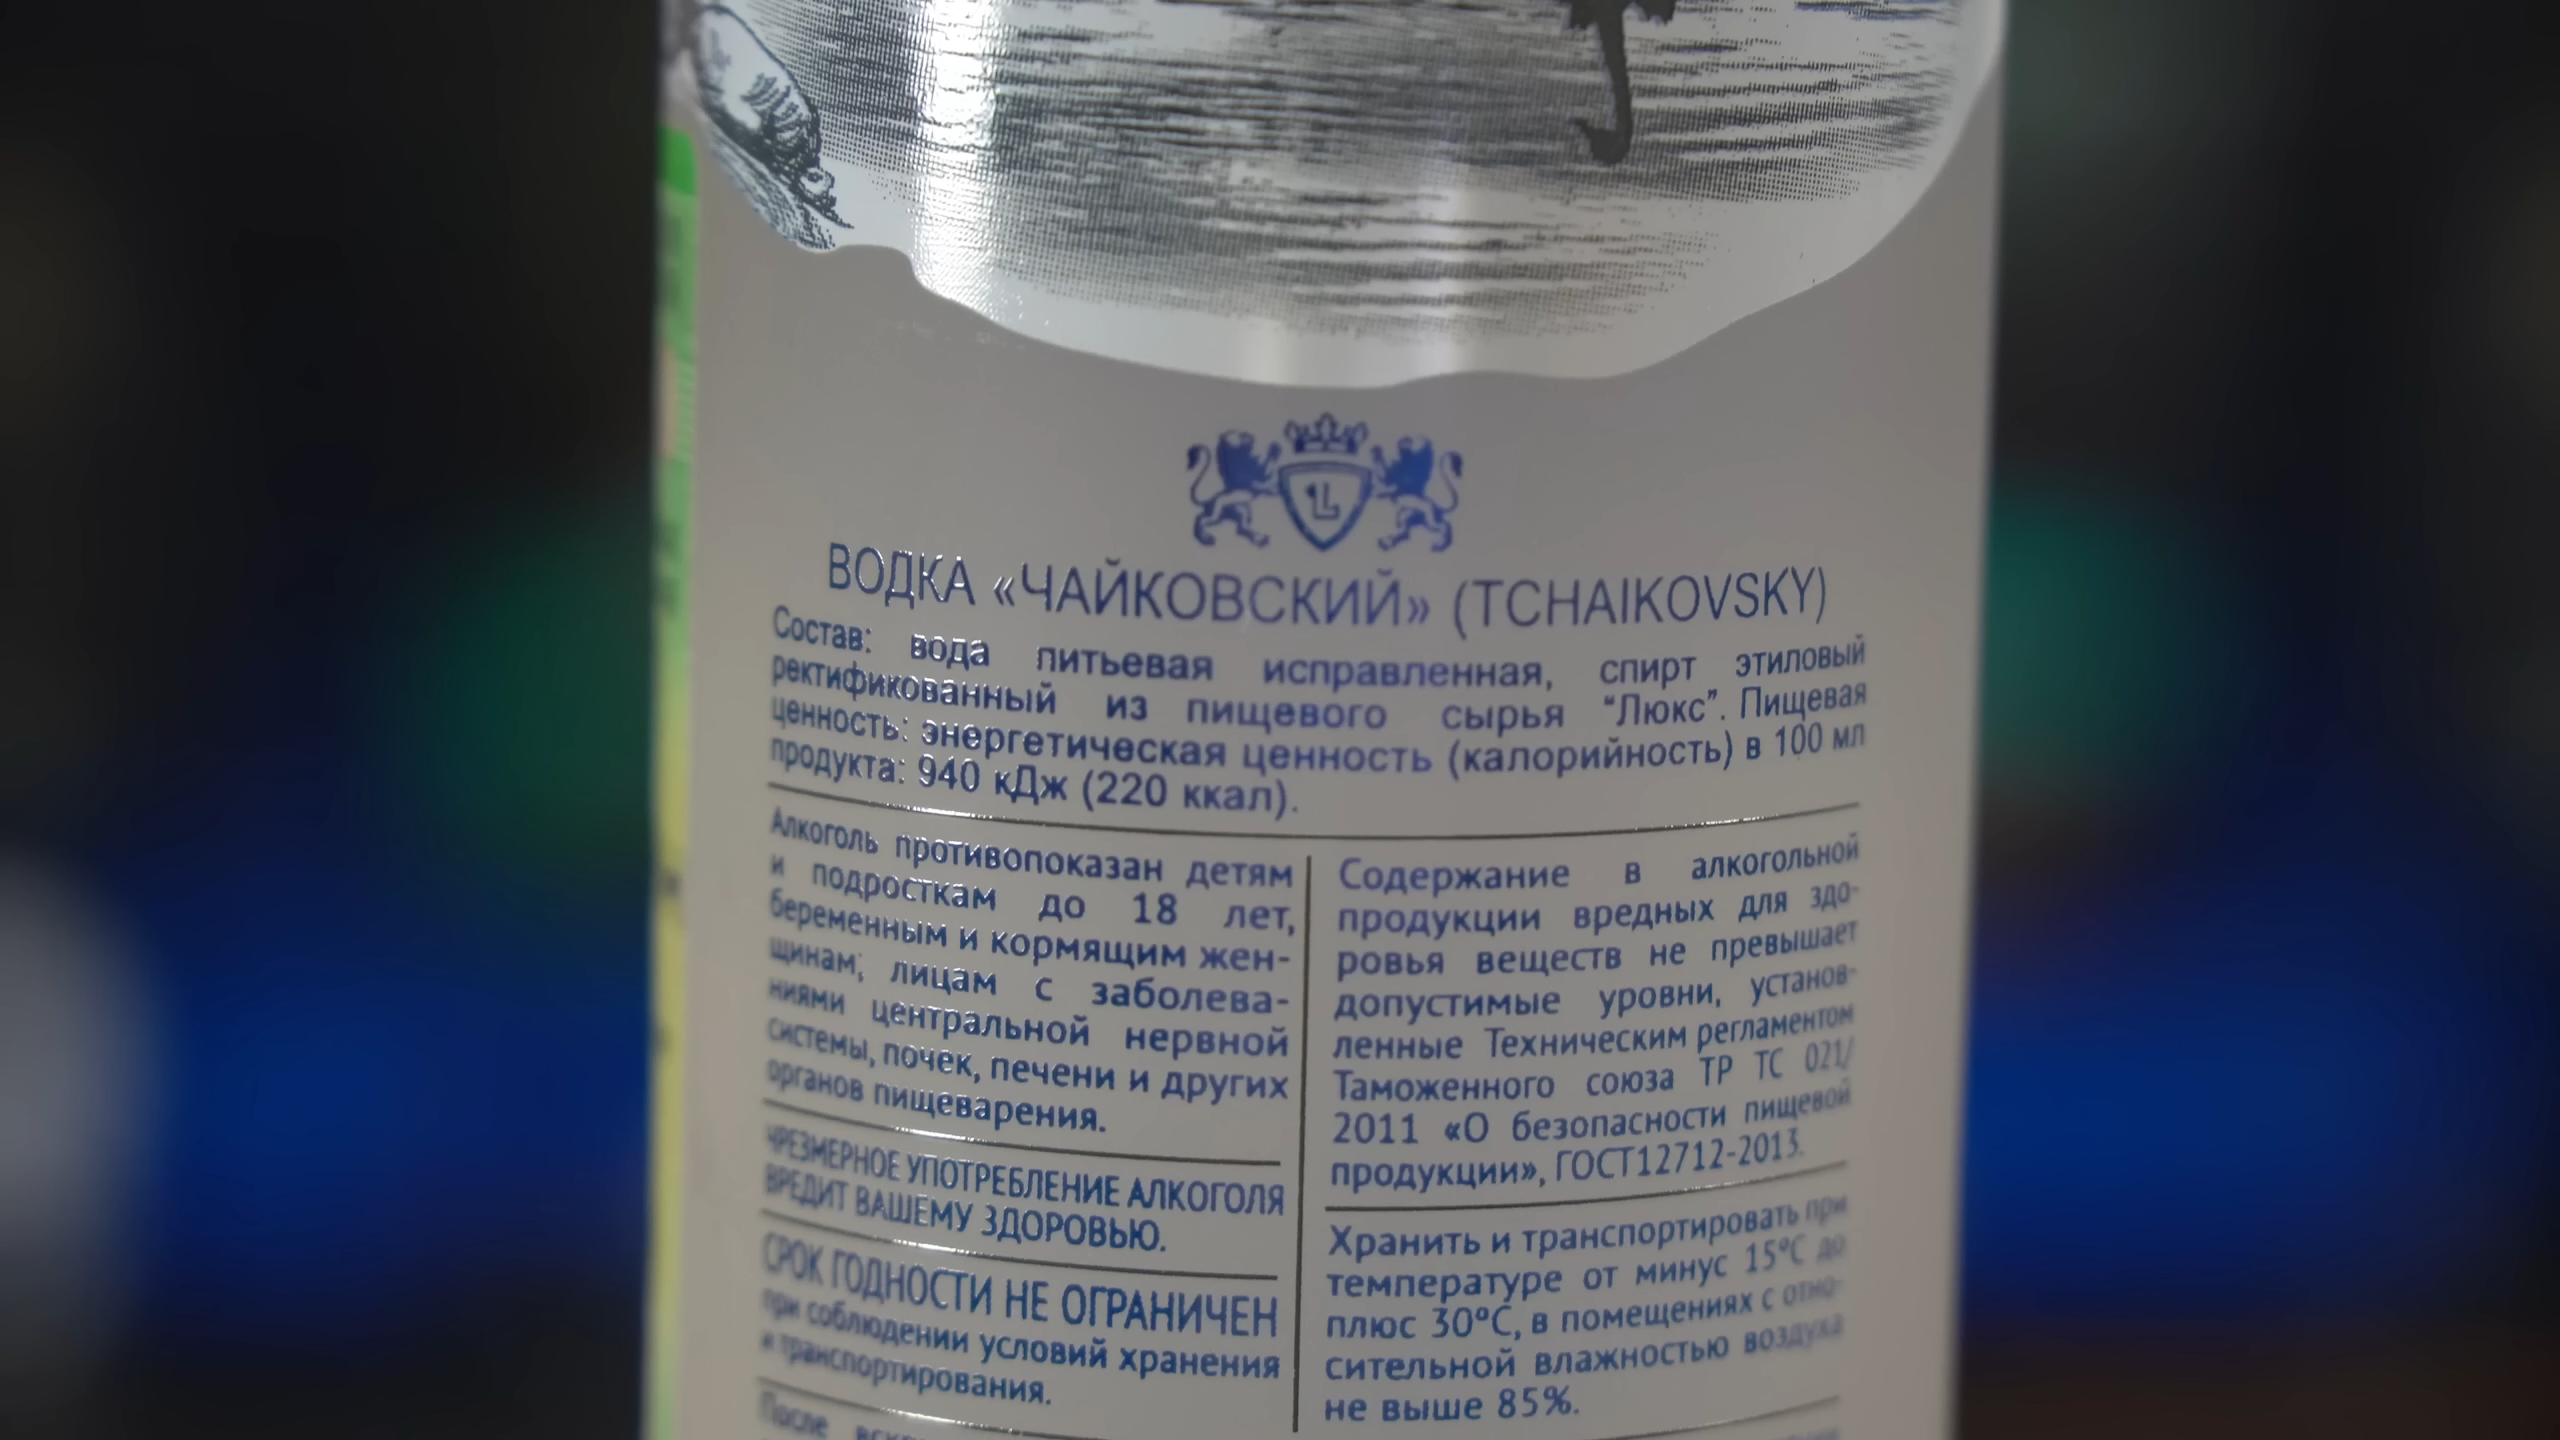 L
ВОДКА «ЧАЙКОВСКИЙ» (TCHAIKOVSKY)
Состав: вода питьевая исправленная, спирт этиловый
ректификованный из пищевого сырья “Люкс”. Пищевая
ценность: энергетическая ценность (калорийность) в 100 мл
продукта: 940 кДж (220 ккал).
Алкоголь противопоказан детям
и подросткам до 18 лет,
беременным и кормящим жен-
щинам, лицам с заболева-
ниями центральной нервной
системы, почек, печени и других
органов пищеварения.
ЧРЕЗМЕРНОЕ УПОТРЕБЛЕНИЕ АЛКОГОЛЯ
ВРЕДИТ ВАШЕМУ ЗДОРОВЬЮ.
СРОК ГОДНОСТИ НЕ ОГРАНИЧЕН
при соблюдении условий хранения
и транспортирования.
После
Содержание в алкогольной
продукции вредных для здо-
ровья веществ не превышает
допустимые уровни, установ-
ленные Техническим регламентом
Таможенного союза ТР ТС 021/
2011 «О безопасности пищевой
продукции», ГОСТ12712-2013.
Хранить и транспортировать при
температуре от минус 15°С до
плюс 30°С, в помещениях с отно-
сительной влажностью воздуха
не выше 85%.